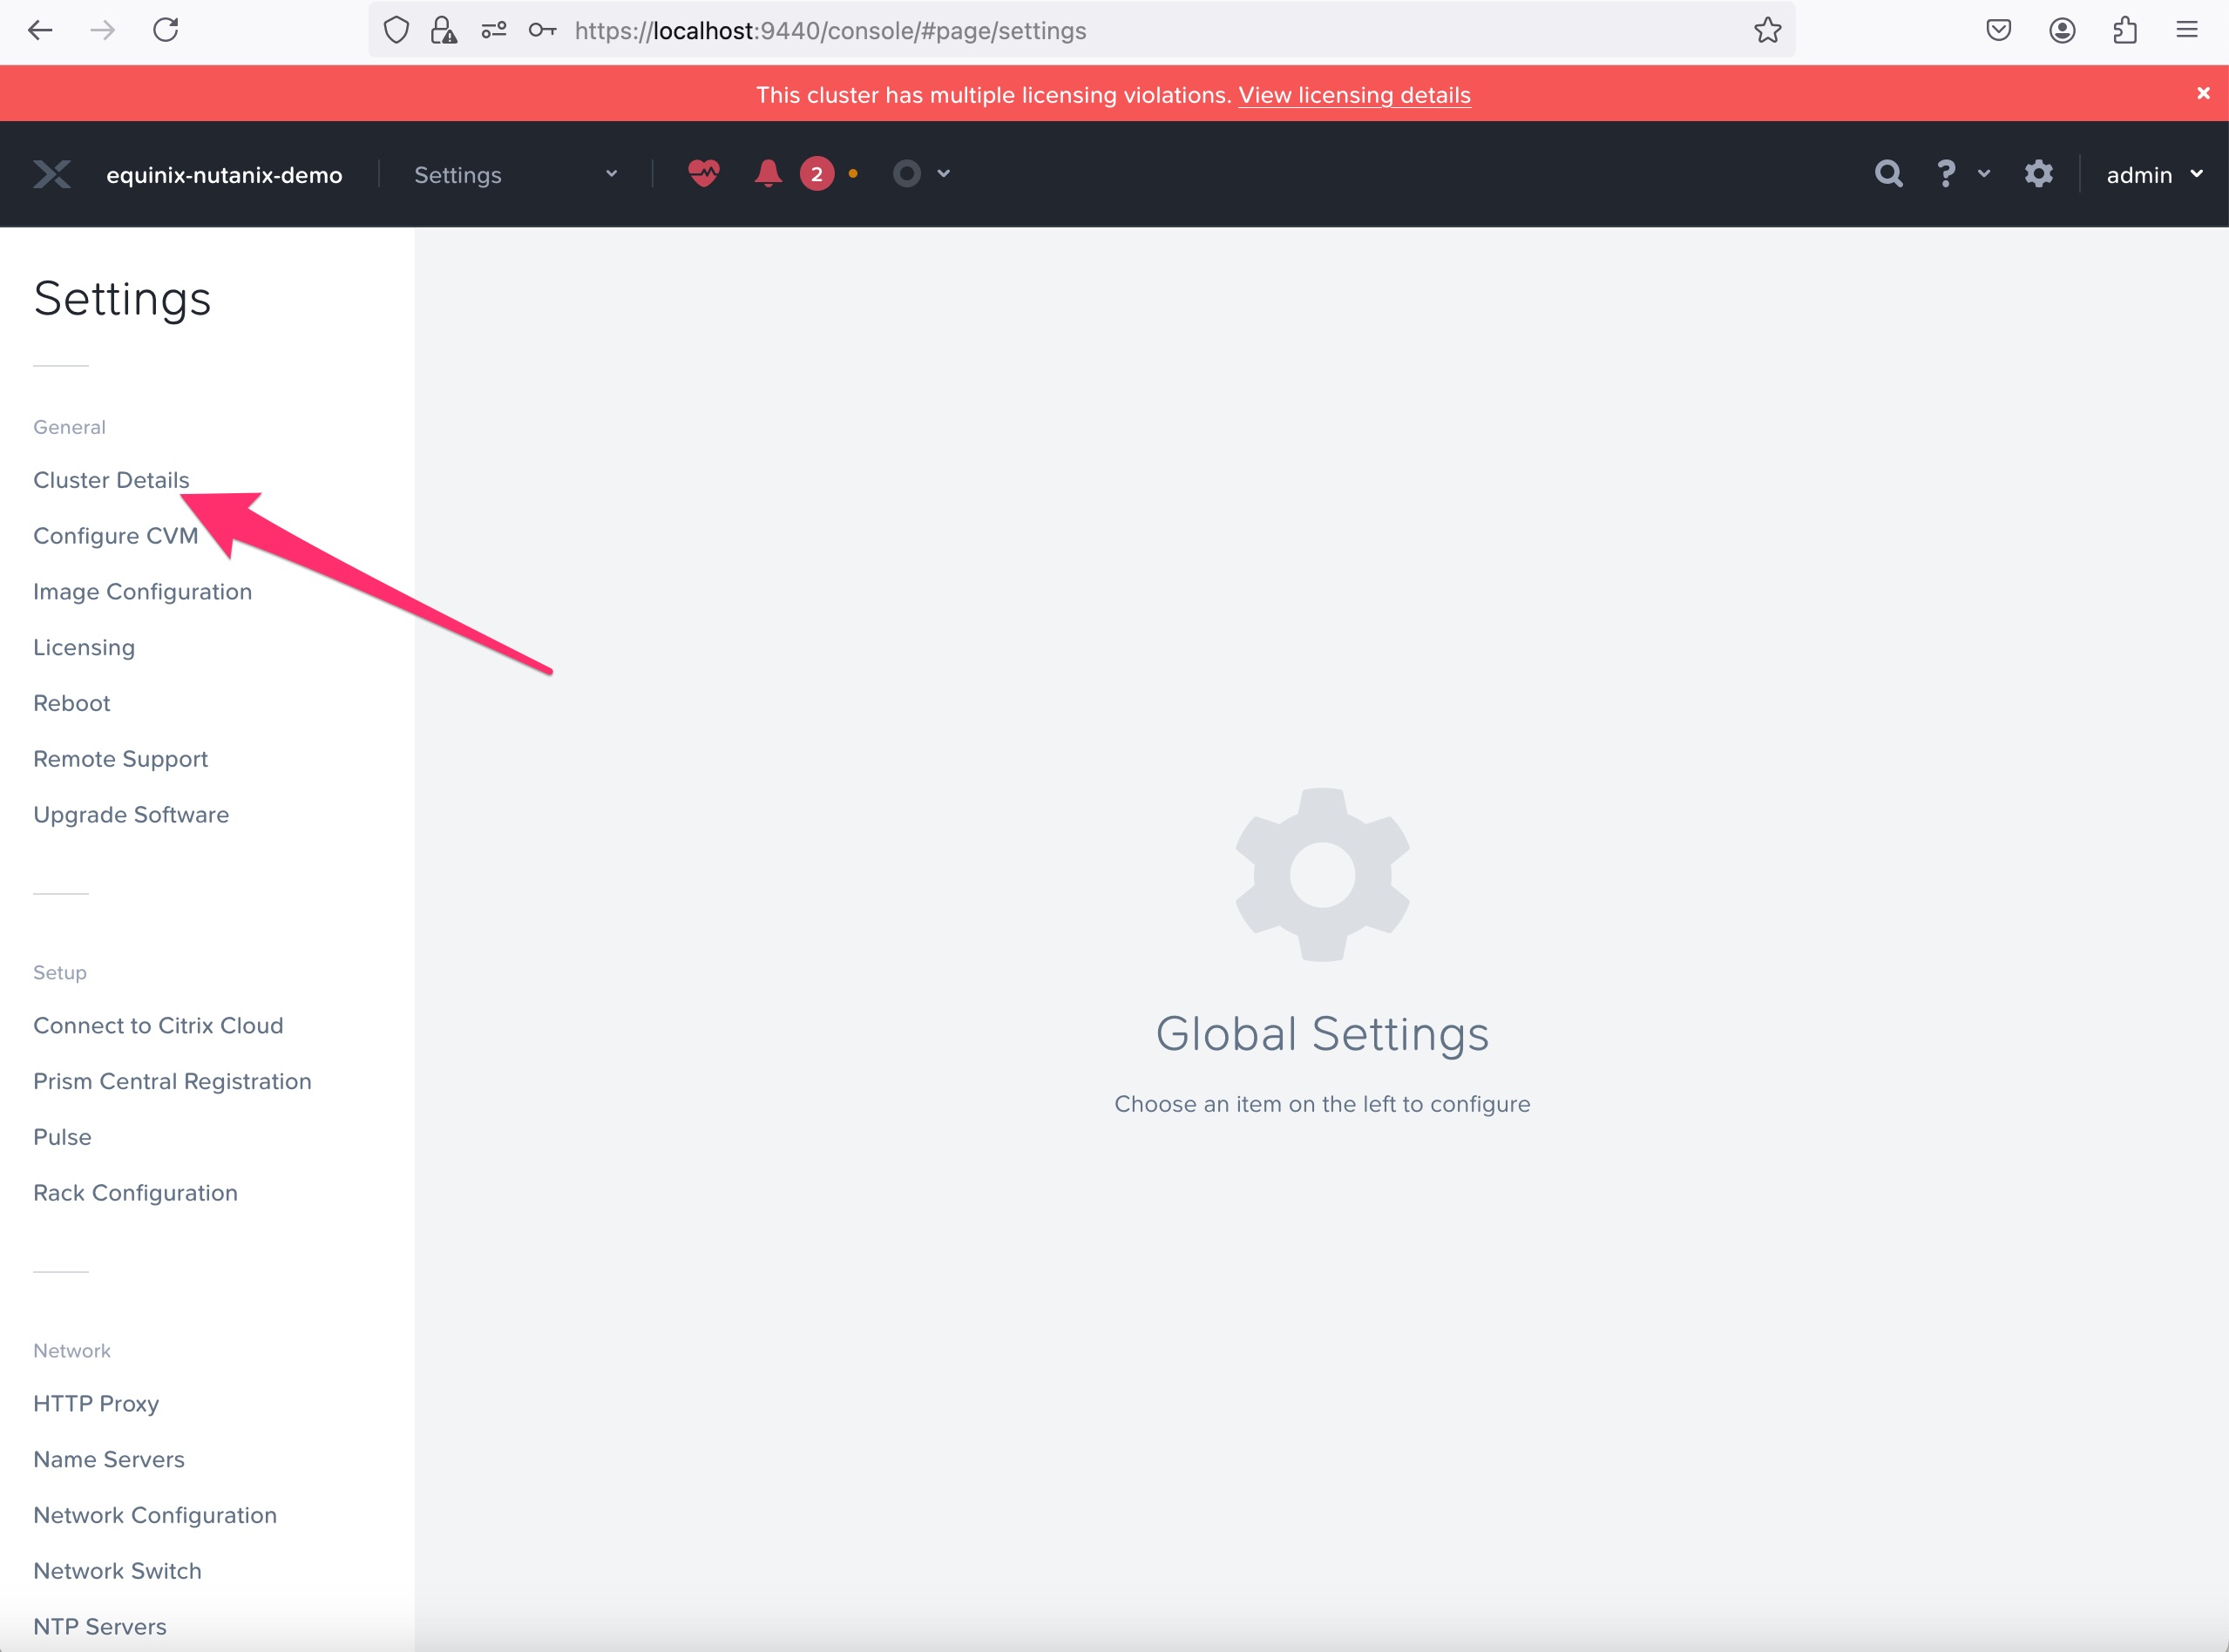 https://localhost:9440/console/#page/settings
This cluster has multiple licensing violations. View licensing details
equinix-nutanix-demo Settings 2 ? admin
Settings
General
Cluster Details
Configure CVM
Image Configuration
Licensing
Reboot
Remote Support
Upgrade Software
Setup
Connect to Citrix Cloud
Prism Central Registration
Pulse
Rack Configuration
Network
HTTP Proxy
Name Servers
Network Configuration
Network Switch
NTP Servers
Global Settings
Choose an item on the left to configure